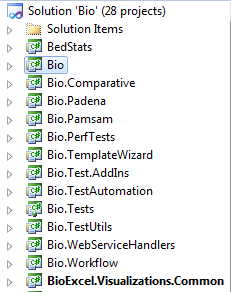 Solution 'Bio' (28 projects)
Solution Items
BedStats
Bio
Bio.Comparative
Bio.Padena
Bio.Pamsam
Bio.PerfTests
Bio.TemplateWizard
Bio.Test.AddIns
Bio.TestAutomation
Bio.Tests
Bio.TestUtils
Bio.WebServiceHandlers
Bio.Workflow
BioExcel.Visualizations.Common